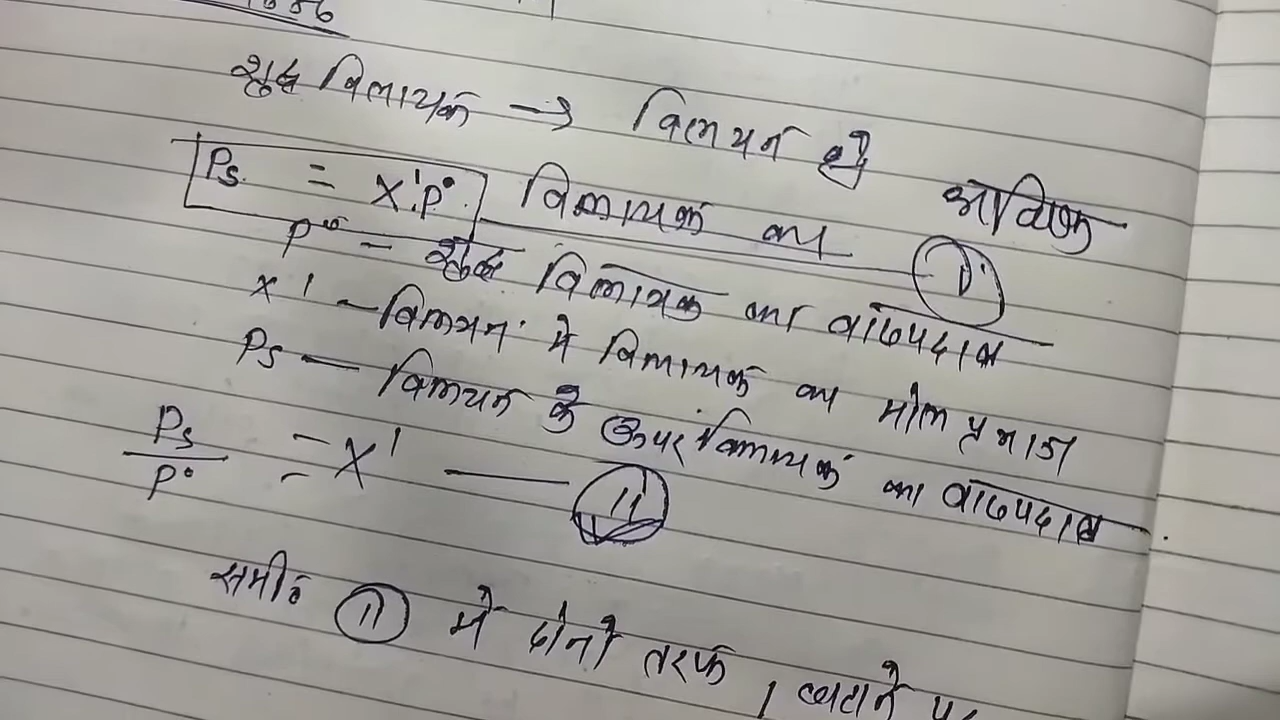 शुद्ध विलायक → विलयन से अधिक
Ps = X'P° विलायक का (I)
P° – शुद्ध विलायक का वाष्पदाब
X' – विलयन में विलायक का मोल प्रभाज
Ps – विलयन के ऊपर विलायक का वाष्पदाब
Ps/P° = X' — (II)
समी० (II) में दोनों तरफ 1 घटाने पर